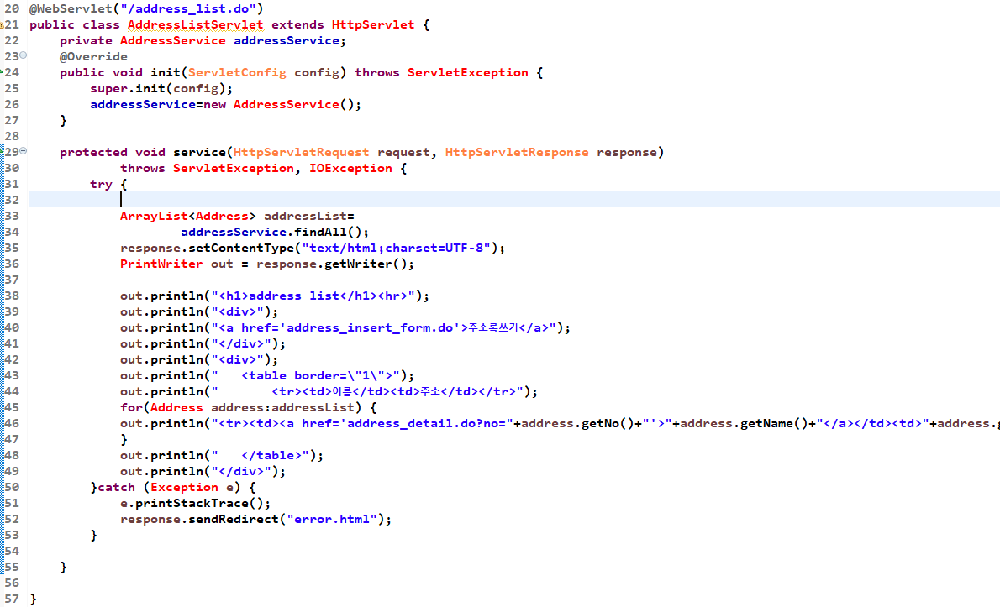 20 @WebServlet("/address_list.do")
21 public class AddressListServlet extends HttpServlet {
22 private AddressService addressService;
23 @Override
24 public void init(ServletConfig config) throws ServletException {
25 super.init(config);
26 addressService=new AddressService();
27 }
28
29 protected void service(HttpServletRequest request, HttpServletResponse response)
30 throws ServletException, IOException {
31 try {
32
33 ArrayList<Address> addressList=
34 addressService.findAll();
35 response.setContentType("text/html;charset=UTF-8");
36 PrintWriter out = response.getWriter();
37
38 out.println("<h1>address list</h1><hr>");
39 out.println("<div>");
40 out.println("<a href='address_insert_form.do'>주소록쓰기</a>");
41 out.println("</div>");
42 out.println("<div>");
43 out.println("   <table border=\"1\">");
44 out.println("       <tr><td>이름</td><td>주소</td></tr>");
45 for(Address address:addressList) {
46 out.println("<tr><td><a href='address_detail.do?no="+address.getNo()+"'>"+address.getName()+"</a></td><td>"+address.
47 }
48 out.println("   </table>");
49 out.println("</div>");
50 }catch (Exception e) {
51 e.printStackTrace();
52 response.sendRedirect("error.html");
53 }
54
55 }
56
57 }